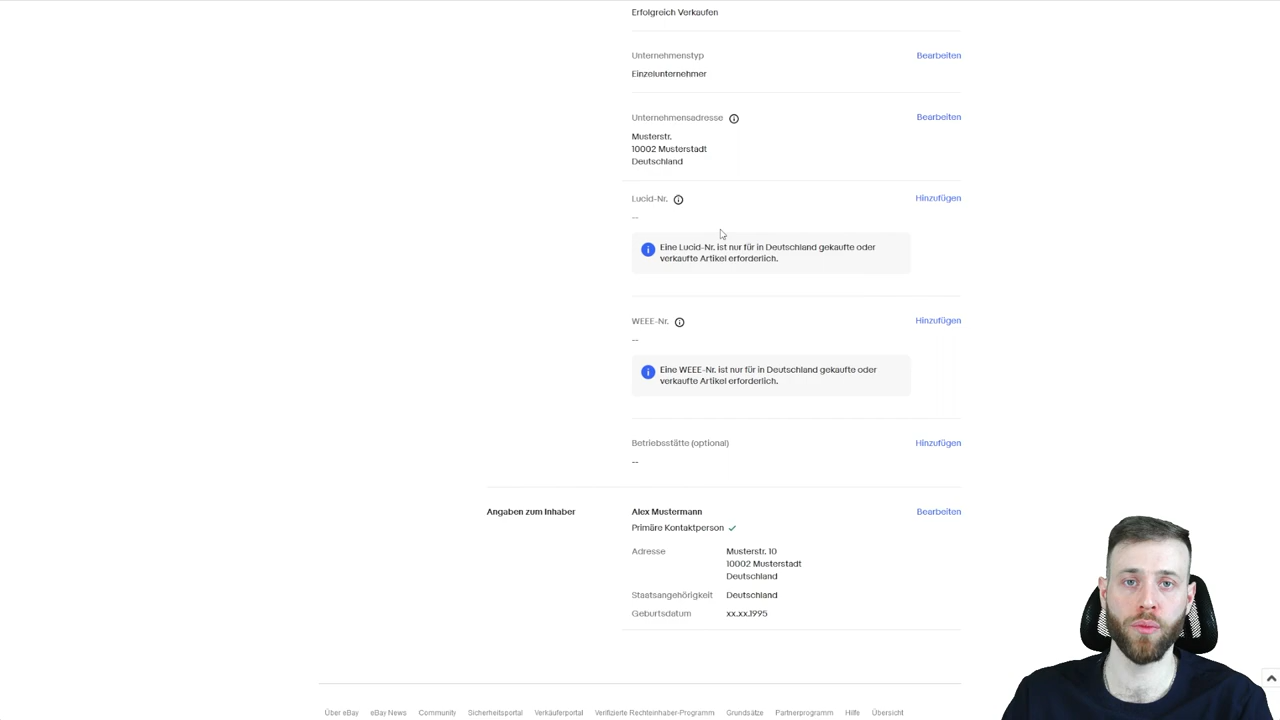 Erfolgreich Verkaufen
Unternehmenstyp
Bearbeiten
Einzelunternehmer
Unternehmensadresse
Bearbeiten
Musterstr.
10002 Musterstadt
Deutschland
Lucid-Nr.
Hinzufügen
--
Eine Lucid-Nr. ist nur für in Deutschland gekaufte oder
verkaufte Artikel erforderlich.
WEEE-Nr.
Hinzufügen
--
Eine WEEE-Nr. ist nur für in Deutschland gekaufte oder
verkaufte Artikel erforderlich.
Betriebsstätte (optional)
Hinzufügen
--
Angaben zum Inhaber
Alex Mustermann
Bearbeiten
Primäre Kontaktperson
Adresse
Musterstr. 10
10002 Musterstadt
Deutschland
Staatsangehörigkeit
Deutschland
Geburtsdatum
xx.xx.1995
Über eBay
eBay News
Community
Sicherheitsportal
Verkäuferportal
Verifizierte Rechteinhaber-Programm
Grundsätze
Partnerprogramm
Hilfe
Übersicht